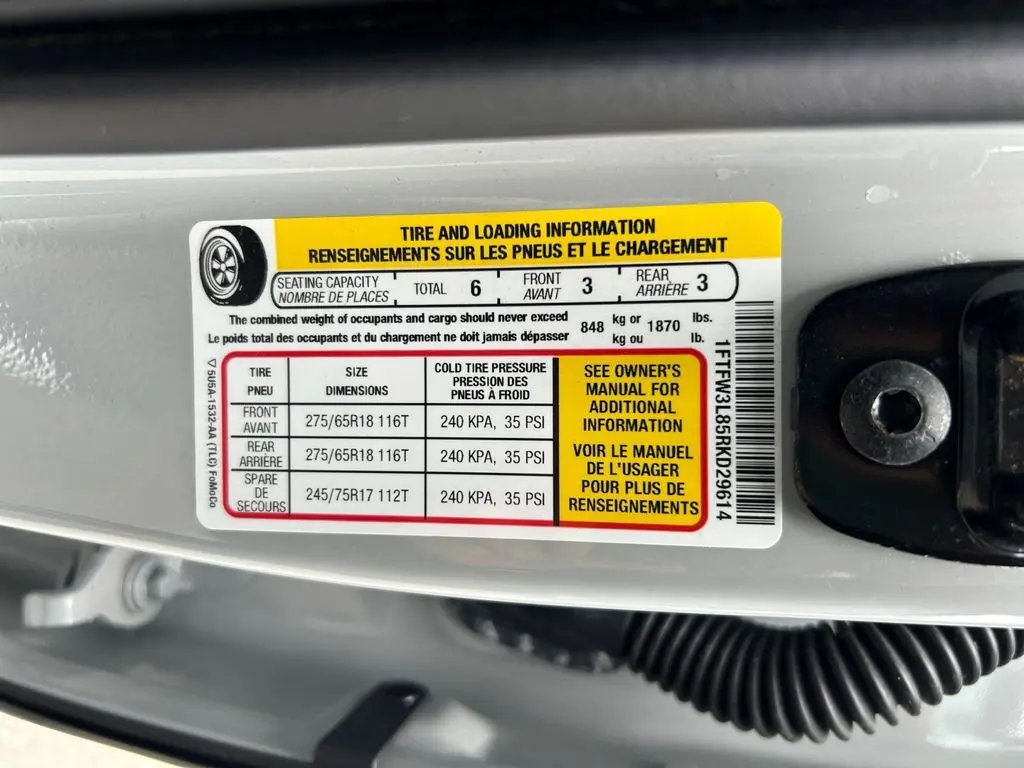 TIRE AND LOADING INFORMATION
RENSEIGNEMENTS SUR LES PNEUS ET LE CHARGEMENT
SEATING CAPACITY TOTAL 6 FRONT 3 REAR 3
NOMBRE DE PLACES AVANT ARRIÈRE
The combined weight of occupants and cargo should never exceed 848 kg or 1870 lbs.
Le poids total des occupants et du chargement ne doit jamais dépasser kg ou lb.
TIRE SIZE COLD TIRE PRESSURE
PNEU DIMENSIONS PRESSION DES
PNEUS À FROID
FRONT
AVANT 275/65R18 116T 240 KPA, 35 PSI
REAR
ARRIÈRE 275/65R18 116T 240 KPA, 35 PSI
SPARE
DE
SECOURS 245/75R17 112T 240 KPA, 35 PSI
SEE OWNER'S
MANUAL FOR
ADDITIONAL
INFORMATION
VOIR LE MANUEL
DE L'USAGER
POUR PLUS DE
RENSEIGNEMENTS
5U5A-1532-AA (TLC) FoMoCo
1FTFW3L85RKD29614